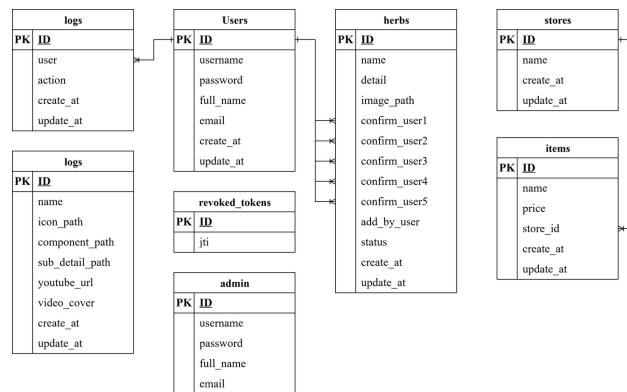 logs
PK ID
user
action
create_at
update_at
logs
PK ID
name
icon_path
component_path
sub_detail_path
youtube_url
video_cover
create_at
update_at
Users
PK ID
username
password
full_name
email
create_at
update_at
revoked_tokens
PK ID
jti
admin
PK ID
username
password
full_name
email
herbs
PK ID
name
detail
image_path
confirm_user1
confirm_user2
confirm_user3
confirm_user4
confirm_user5
add_by_user
status
create_at
update_at
stores
PK ID
name
create_at
update_at
items
PK ID
name
price
store_id
create_at
update_at